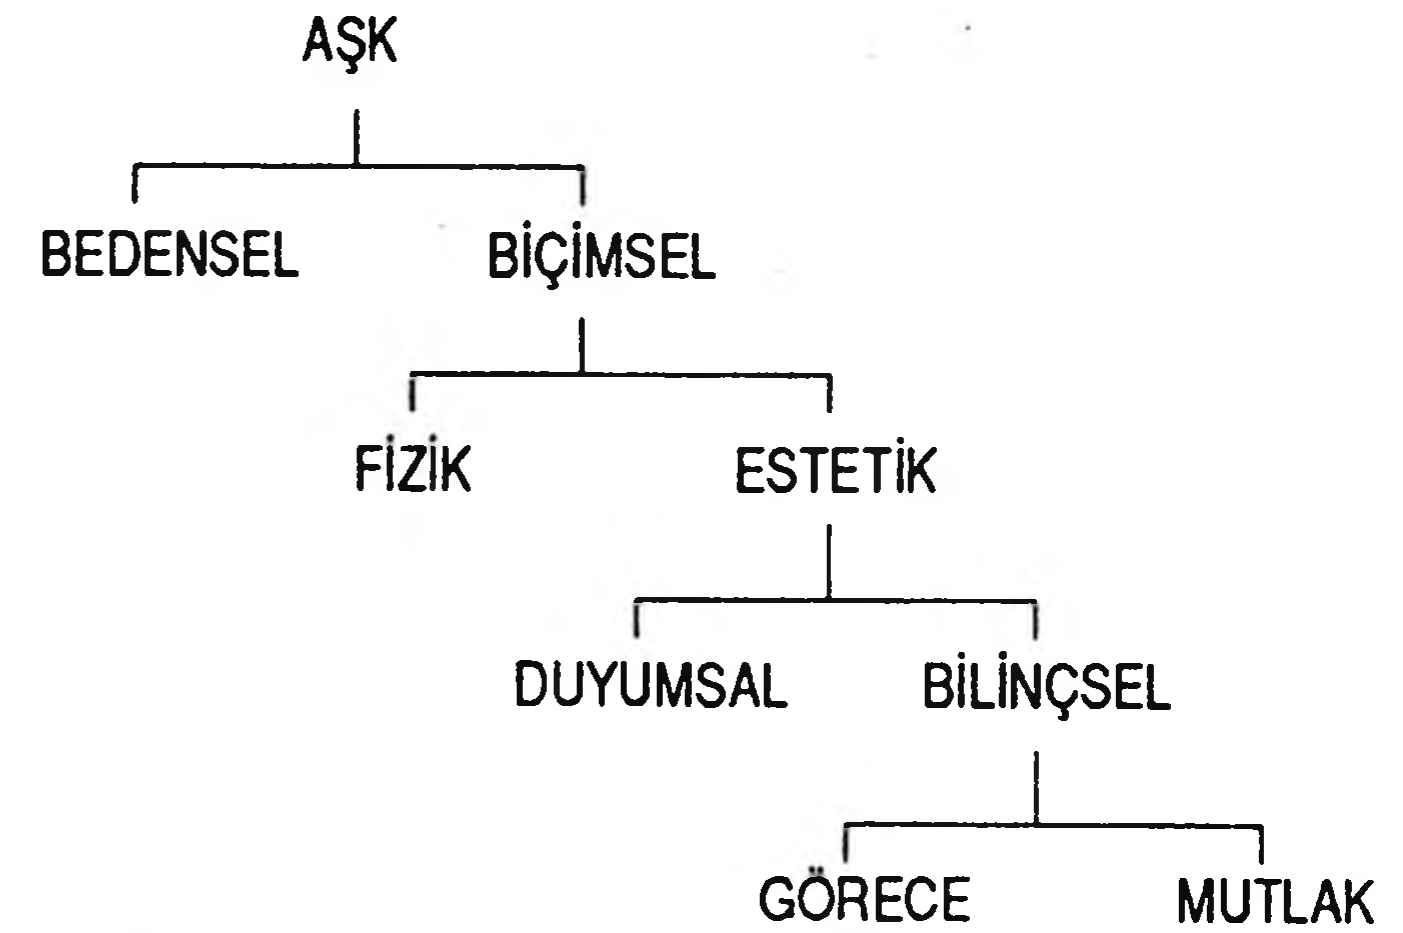 AŞK
BEDENSEL BİÇİMSEL
FİZİK ESTETİK
DUYUMSAL BİLİNÇSEL
GÖRECE MUTLAK